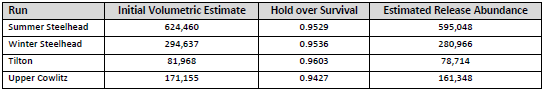 Run Initial Volumetric Estimate Hold over Survival Estimated Release Abundance
Summer Steelhead 624,460 0.9529 595,048
Winter Steelhead 294,637 0.9536 280,966
Tilton 81,968 0.9603 78,714
Upper Cowlitz 171,155 0.9427 161,348